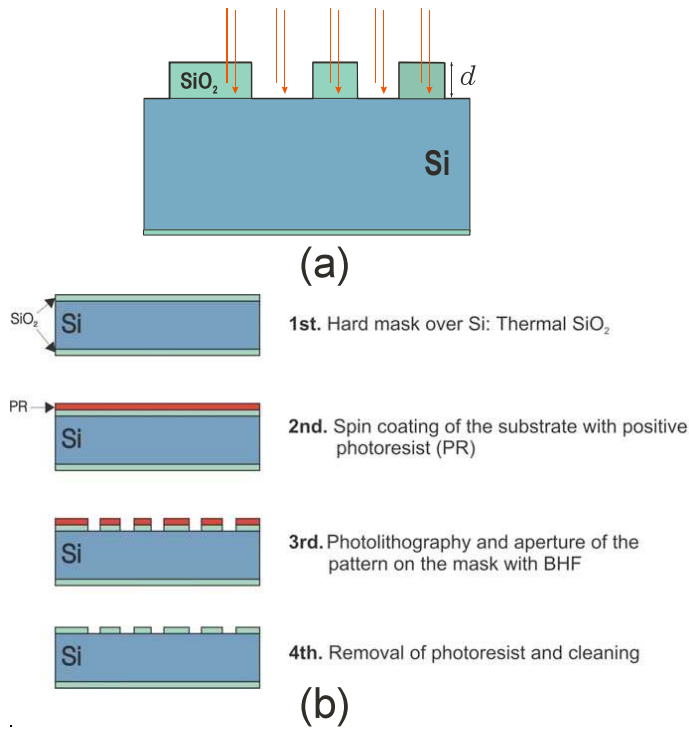 SiO₂
d
Si
(a)
SiO₂
Si
1st. Hard mask over Si: Thermal SiO₂
PR
Si
2nd. Spin coating of the substrate with positive
photoresist (PR)
Si
3rd. Photolithography and aperture of the
pattern on the mask with BHF
Si
4th. Removal of photoresist and cleaning
(b)
.